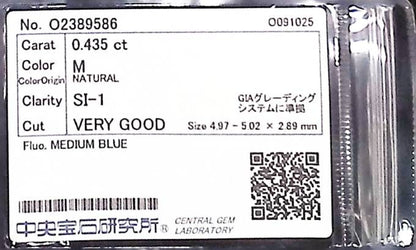 No. O2389586 O091025
Carat 0.435 ct
Color M
ColorOrigin NATURAL
Clarity SI-1 GIAグレーディング
システムに準拠
Cut VERY GOOD Size 4.97 - 5.02 × 2.89 mm
Fluo. MEDIUM BLUE
中央宝石研究所® CENTRAL GEM
LABORATORY